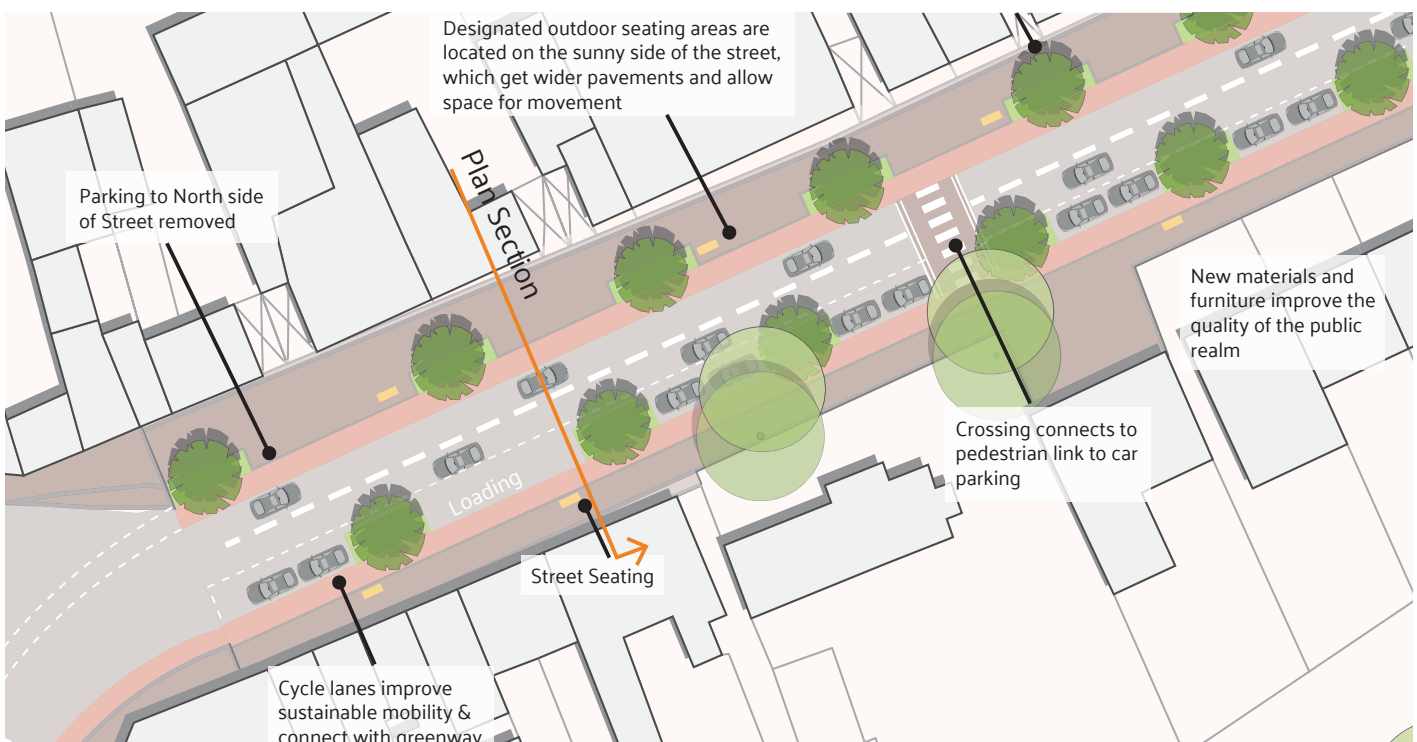 Designated outdoor seating areas are
located on the sunny side of the street,
which get wider pavements and allow
space for movement
Parking to North side
of Street removed
Plan Section
New materials and
furniture improve the
quality of the public
realm
Crossing connects to
pedestrian link to car
parking
Loading
Street Seating
Cycle lanes improve
sustainable mobility &
connect with greenway